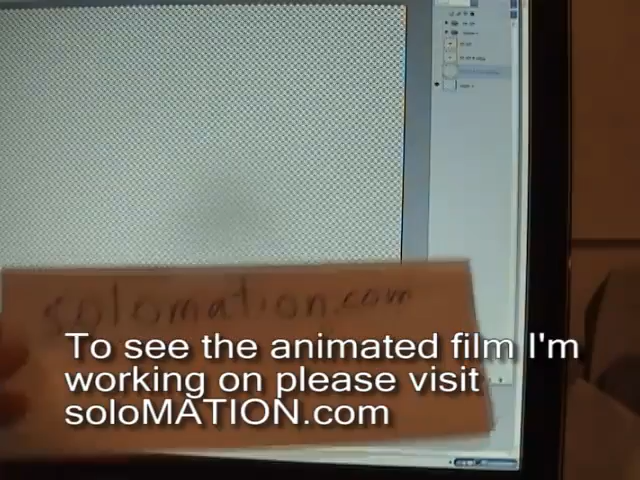 solomation.com
To see the animated film I'm
working on please visit
soloMATION.com